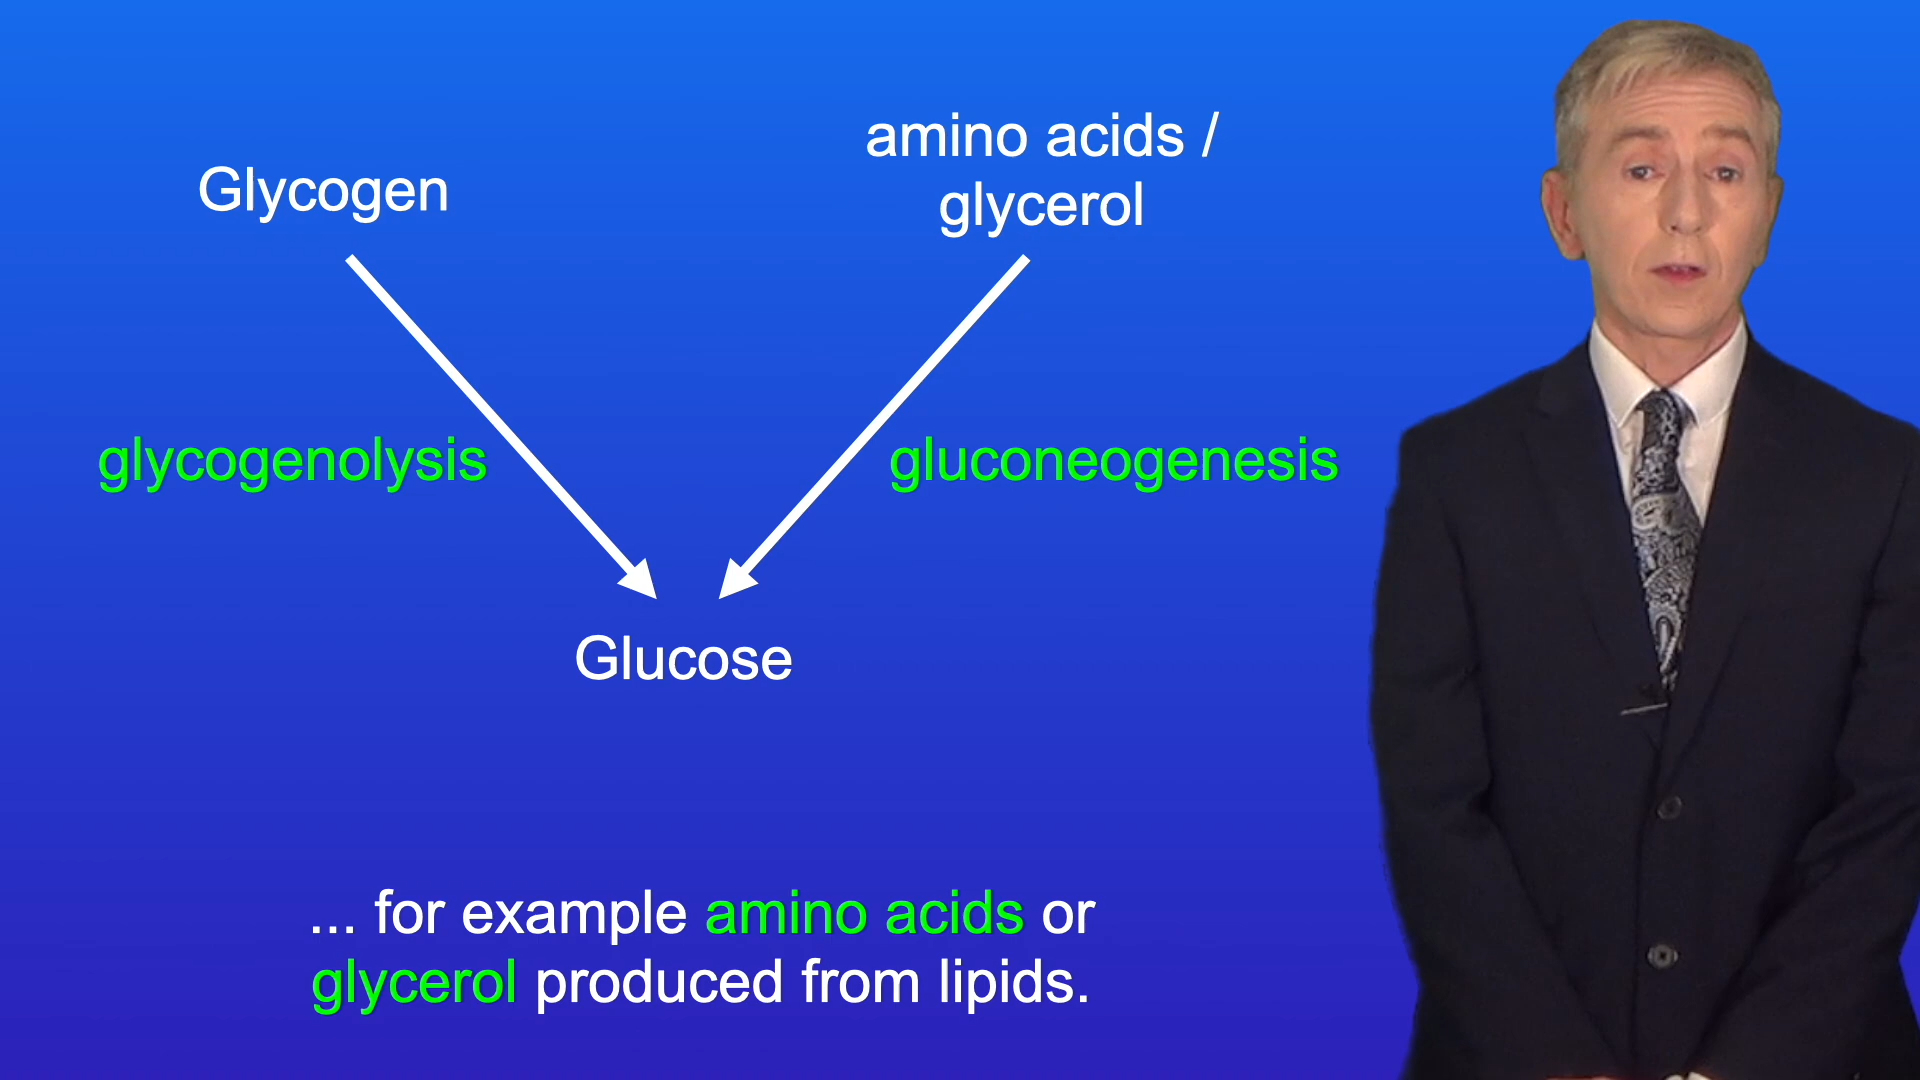 amino acids /
glycerol
Glycogen
glycogenolysis
gluconeogenesis
Glucose
... for example amino acids or
glycerol produced from lipids.